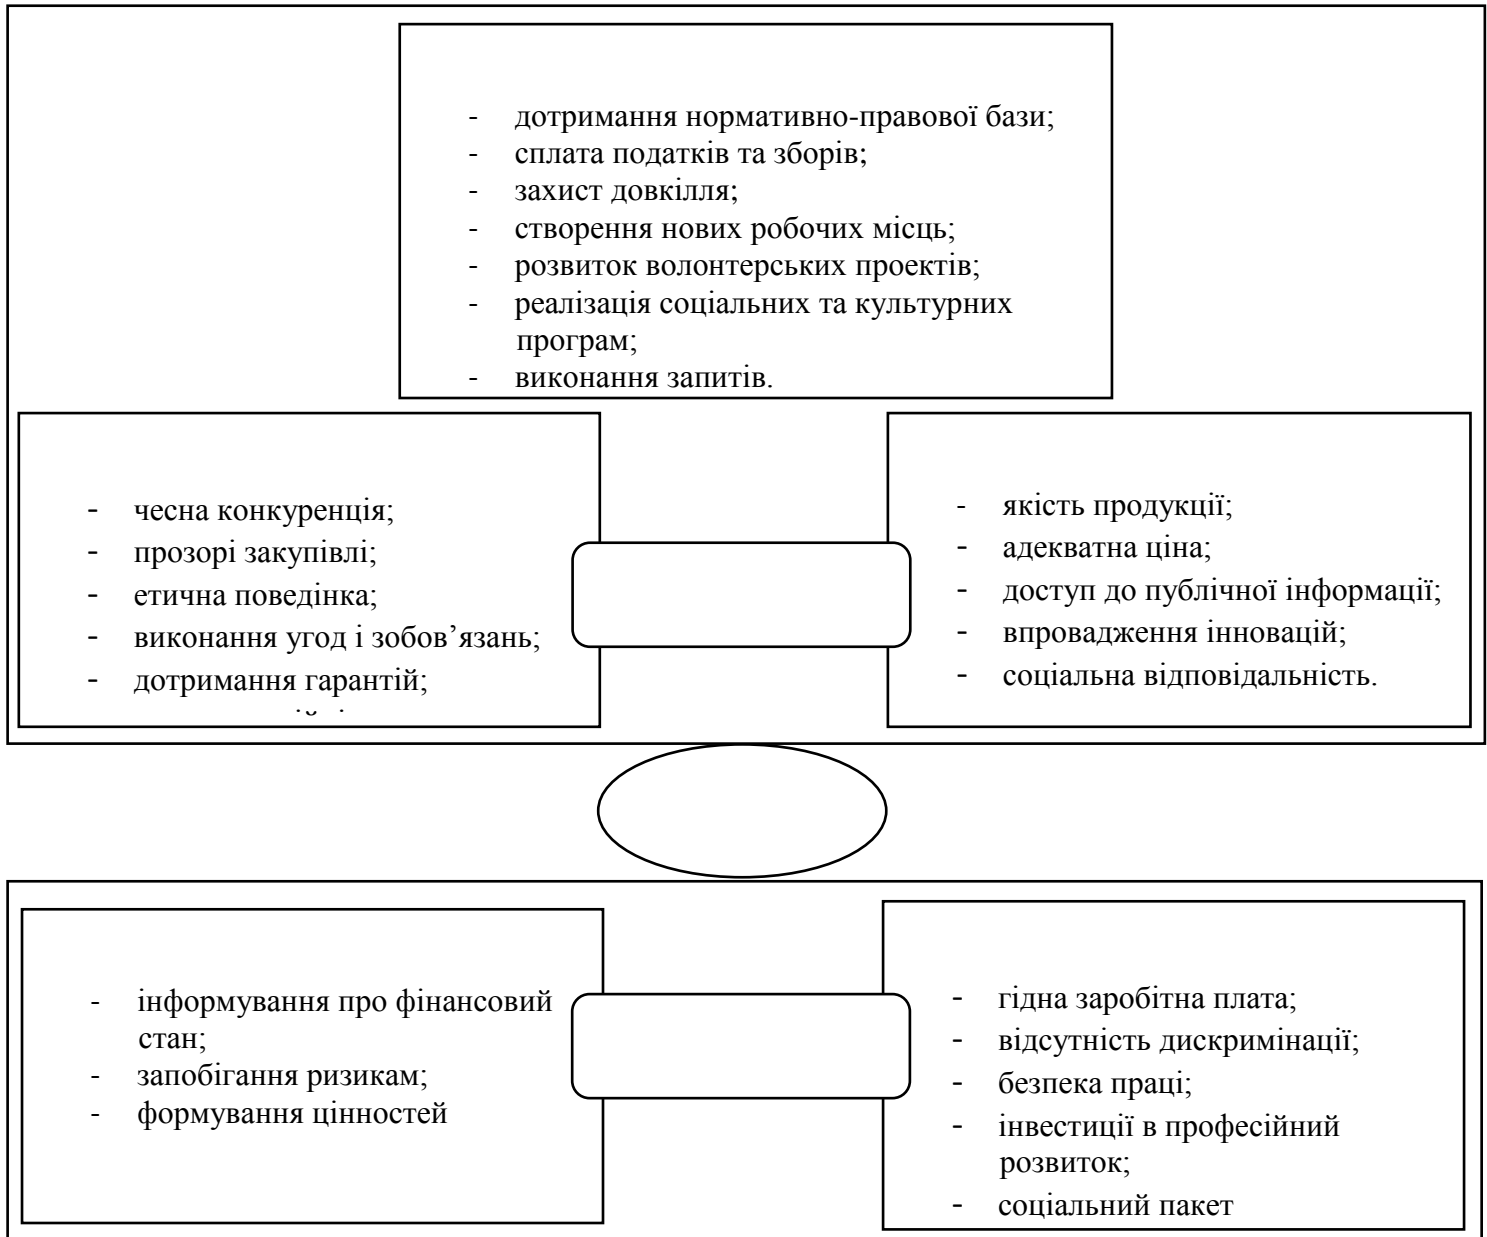 - дотримання нормативно-правової бази;
- сплата податків та зборів;
- захист довкілля;
- створення нових робочих місць;
- розвиток волонтерських проектів;
- реалізація соціальних та культурних
програм;
- виконання запитів.
- чесна конкуренція;
- прозорі закупівлі;
- етична поведінка;
- виконання угод і зобов’язань;
- дотримання гарантій;
- якість продукції;
- адекватна ціна;
- доступ до публічної інформації;
- впровадження інновацій;
- соціальна відповідальність.
- інформування про фінансовий
стан;
- запобігання ризикам;
- формування цінностей
- гідна заробітна плата;
- відсутність дискримінації;
- безпека праці;
- інвестиції в професійний
розвиток;
- соціальний пакет